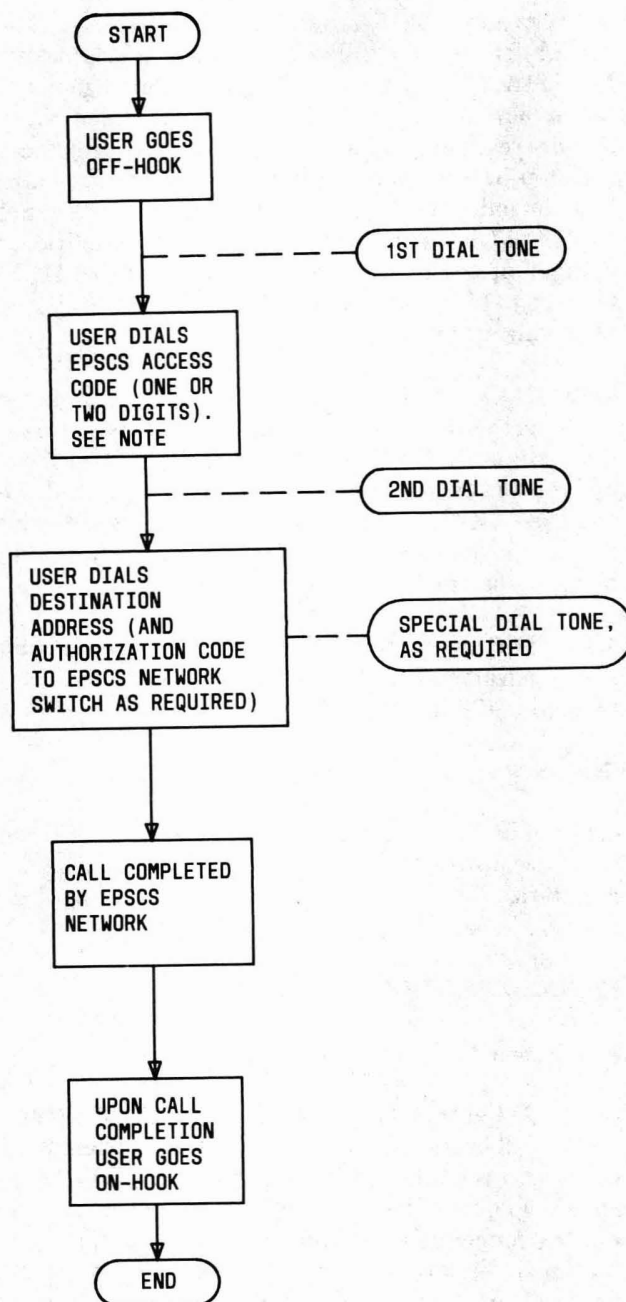 START
USER GOES
OFF-HOOK
1ST DIAL TONE
USER DIALS
EPSCS ACCESS
CODE (ONE OR
TWO DIGITS).
SEE NOTE
2ND DIAL TONE
USER DIALS
DESTINATION
ADDRESS (AND
AUTHORIZATION CODE
TO EPSCS NETWORK
SWITCH AS REQUIRED)
SPECIAL DIAL TONE,
AS REQUIRED
CALL COMPLETED
BY EPSCS
NETWORK
UPON CALL
COMPLETION
USER GOES
ON-HOOK
END